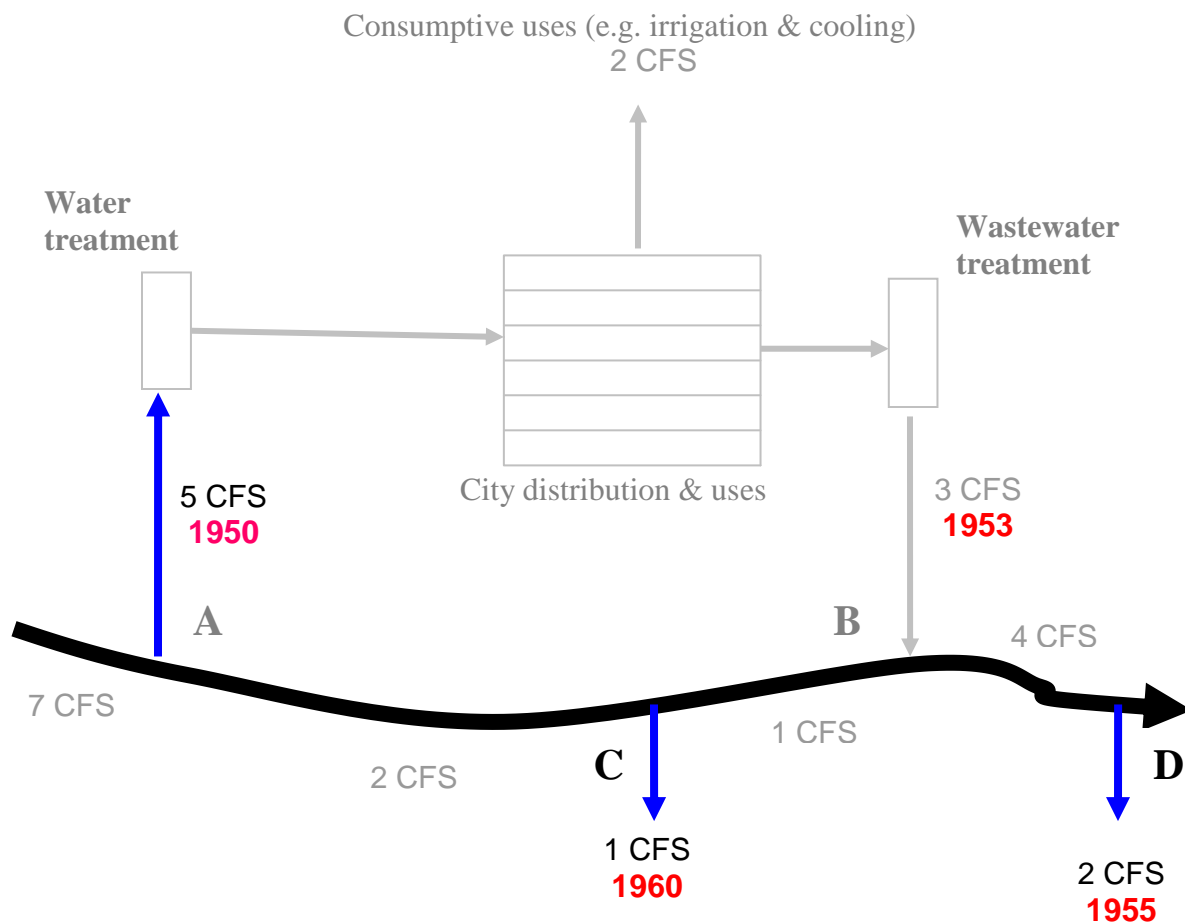 Consumptive uses (e.g. irrigation & cooling)
2 CFS
Water
treatment
Wastewater
treatment
5 CFS
1950
City distribution & uses
3 CFS
1953
A
B
4 CFS
7 CFS
1 CFS
2 CFS
C
D
1 CFS
1960
2 CFS
1955